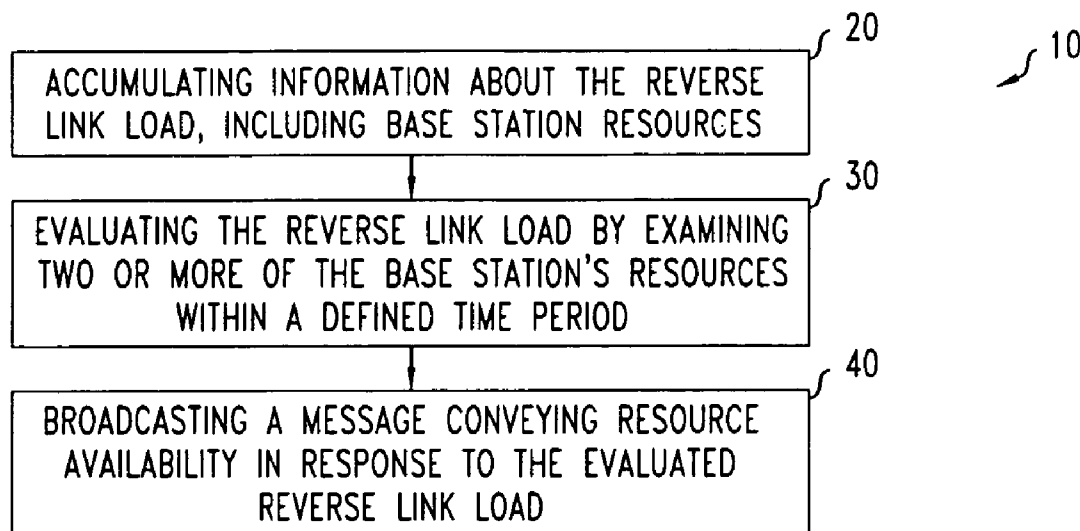 20
10
ACCUMULATING INFORMATION ABOUT THE REVERSE
LINK LOAD, INCLUDING BASE STATION RESOURCES
30
EVALUATING THE REVERSE LINK LOAD BY EXAMINING
TWO OR MORE OF THE BASE STATION'S RESOURCES
WITHIN A DEFINED TIME PERIOD
40
BROADCASTING A MESSAGE CONVEYING RESOURCE
AVAILABILITY IN RESPONSE TO THE EVALUATED
REVERSE LINK LOAD